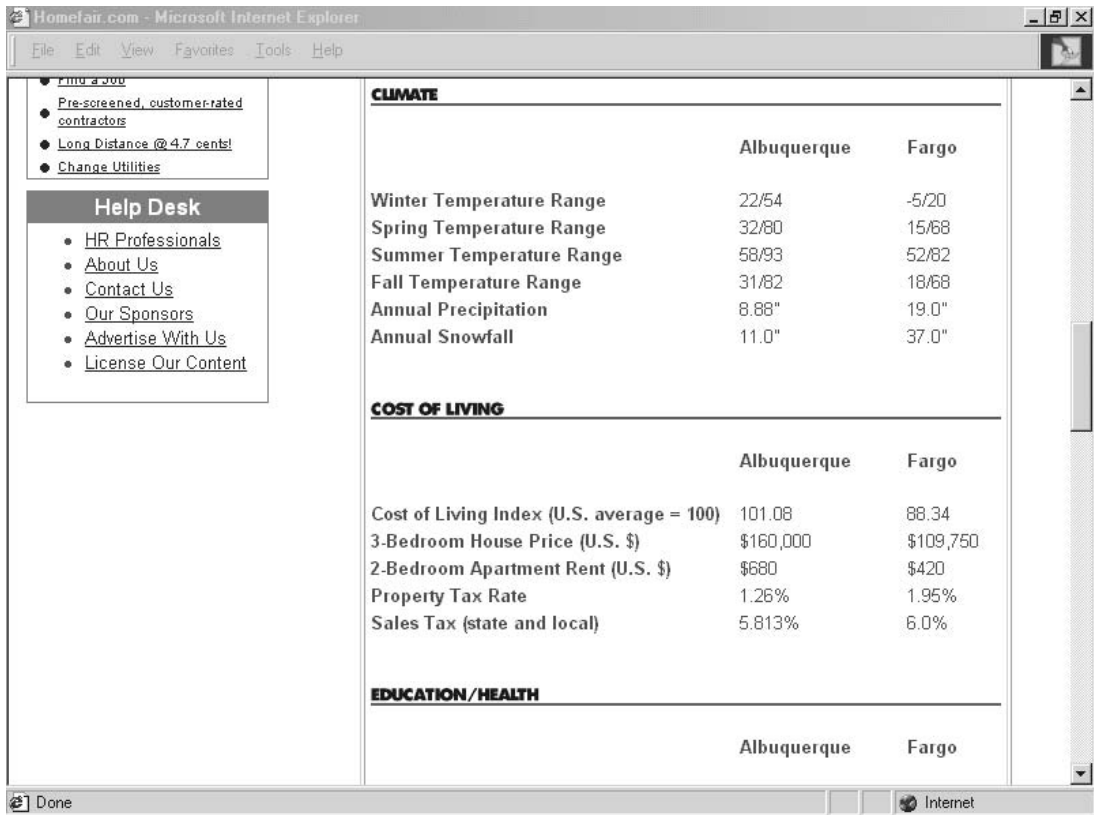 Homefair.com - Microsoft Internet Explorer
File Edit View Favorites Tools Help
Find a Job
Pre-screened, customer-rated
contractors
Long Distance @ 4.7 cents!
Change Utilities
Help Desk
HR Professionals
About Us
Contact Us
Our Sponsors
Advertise With Us
License Our Content
CLIMATE
Albuquerque Fargo
Winter Temperature Range 22/54 -5/20
Spring Temperature Range 32/80 15/68
Summer Temperature Range 58/93 52/82
Fall Temperature Range 31/82 18/68
Annual Precipitation 8.88" 19.0"
Annual Snowfall 11.0" 37.0"
COST OF LIVING
Albuquerque Fargo
Cost of Living Index (U.S. average = 100) 101.08 88.34
3-Bedroom House Price (U.S. $) $160,000 $109,750
2-Bedroom Apartment Rent (U.S. $) $680 $420
Property Tax Rate 1.26% 1.95%
Sales Tax (state and local) 5.813% 6.0%
EDUCATION/HEALTH
Albuquerque Fargo
Done Internet